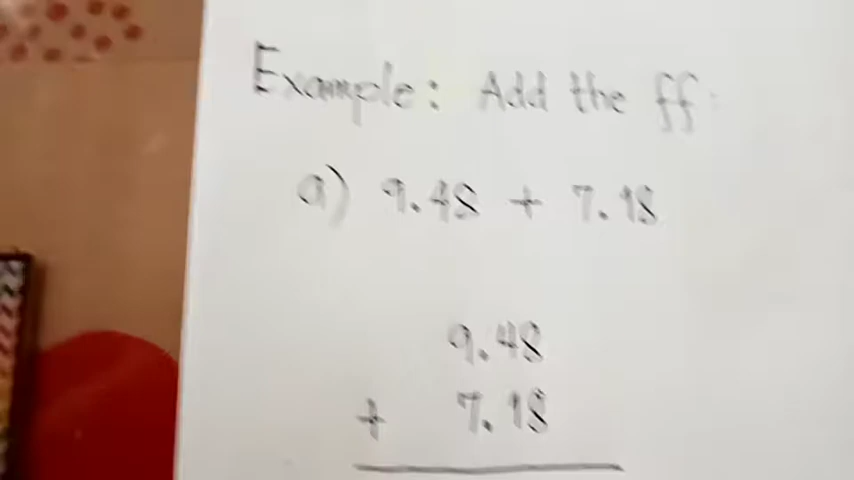 Example: Add the ff:
a) 9.48 + 7.18
9.48
+ 7.18